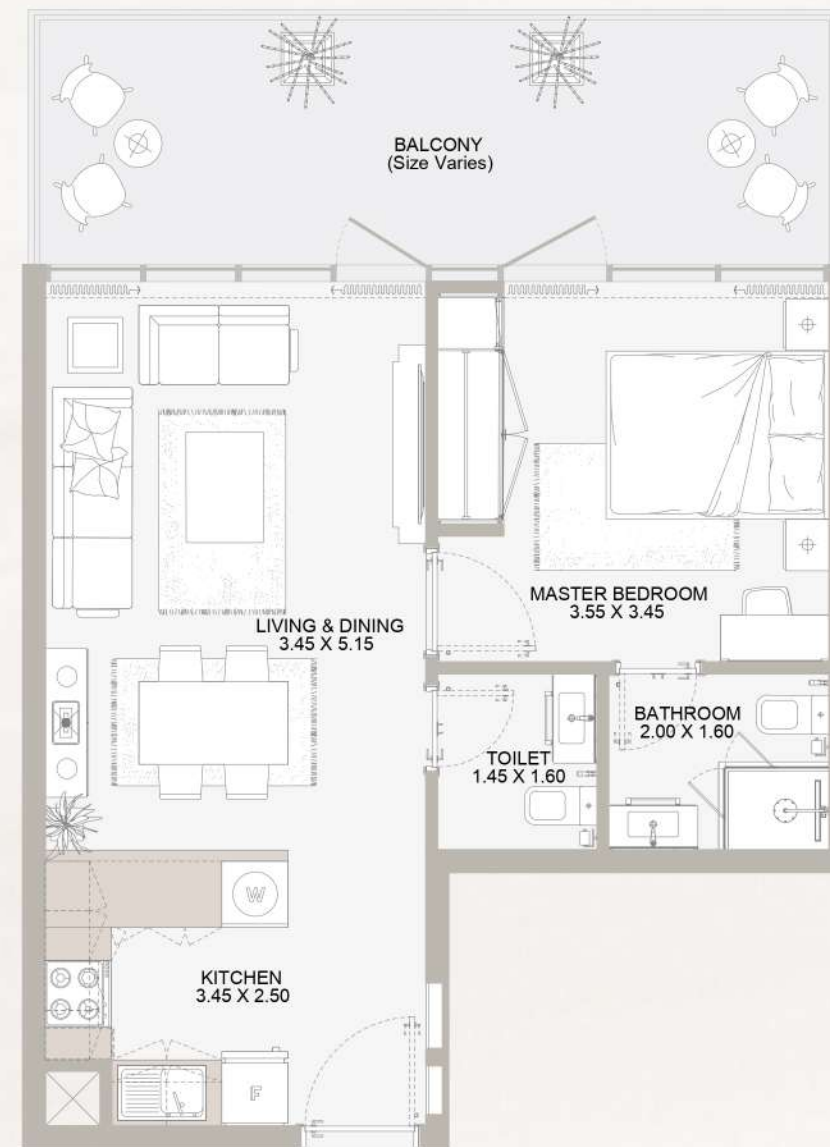 BALCONY
(Size Varies)
MASTER BEDROOM
3.55 X 3.45
LIVING & DINING
3.45 X 5.15
BATHROOM
2.00 X 1.60
TOILET
1.45 X 1.60
W
KITCHEN
3.45 X 2.50
F